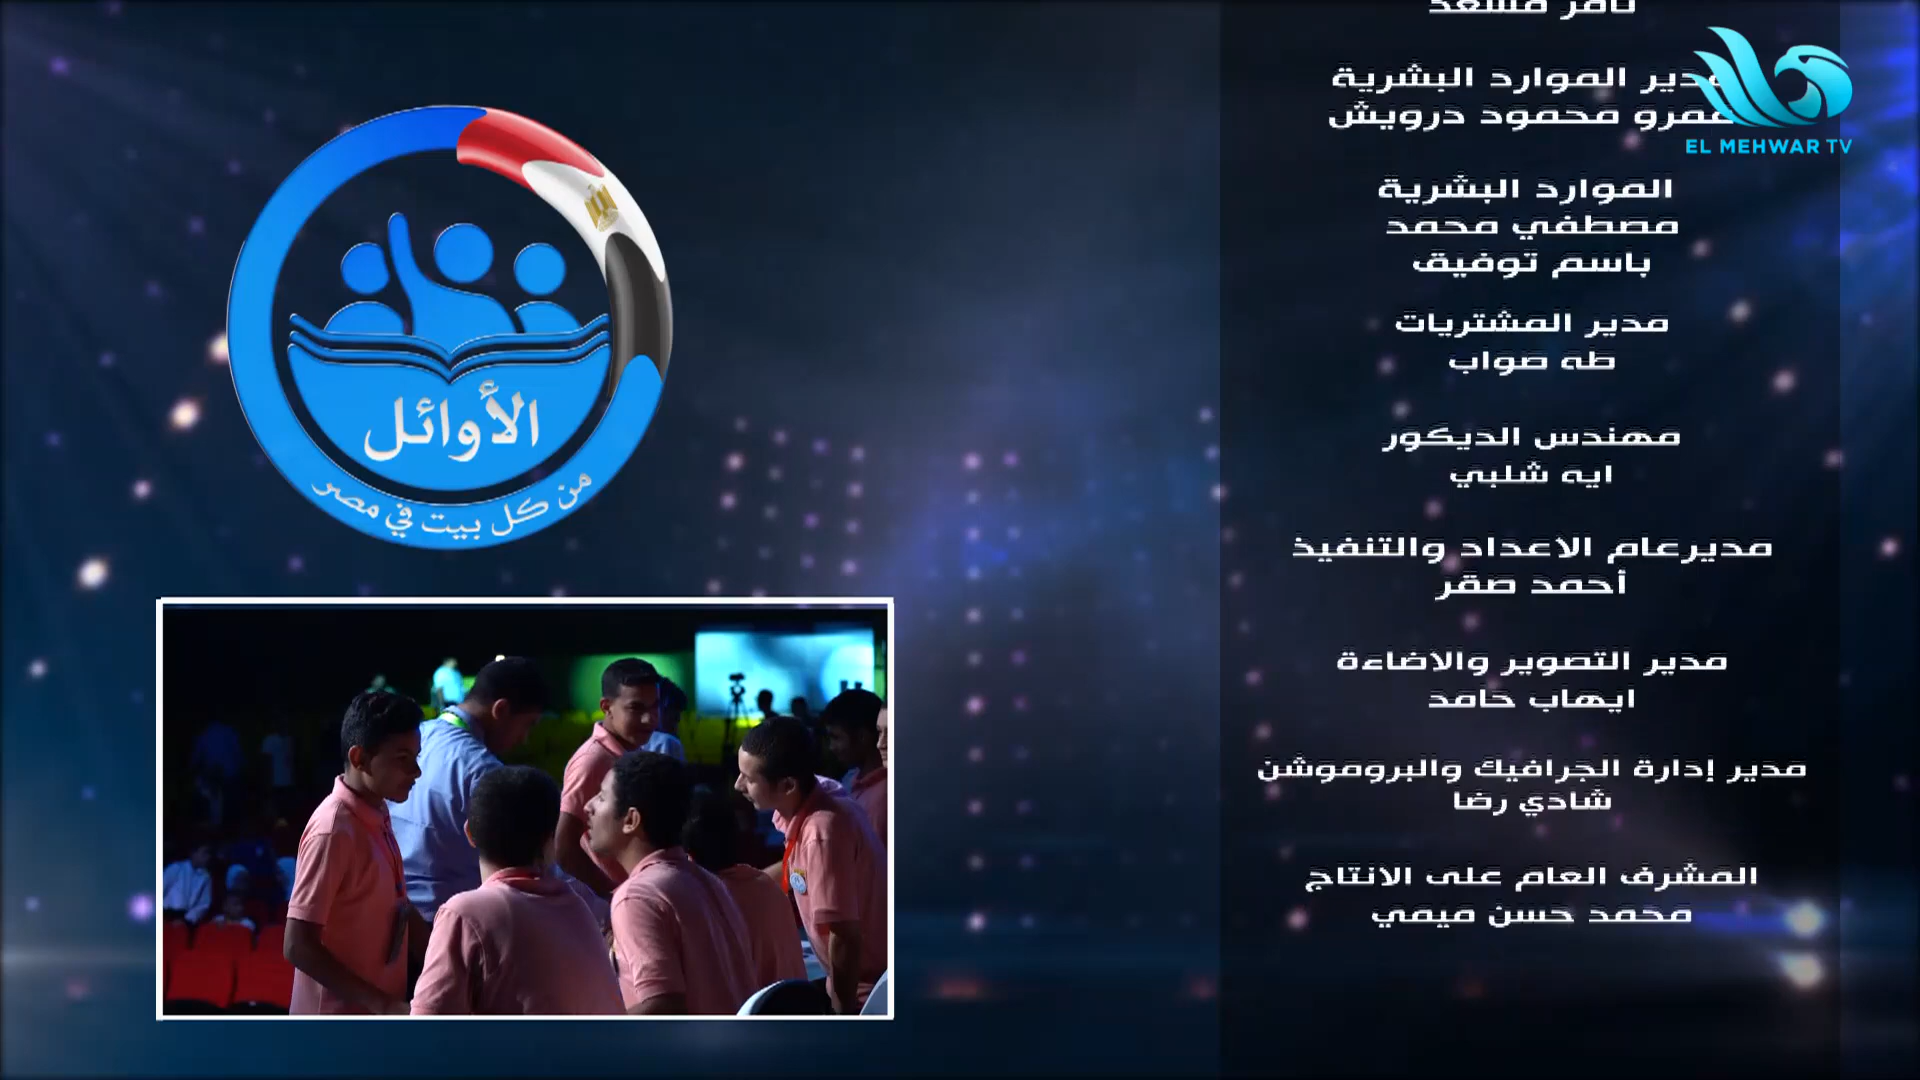 تامر مسعد
مدير الموارد البشرية
عمرو محمود درويش
EL MEHWAR TV
الموارد البشرية
مصطفي محمد
باسم توفيق
مدير المشتريات
طه صواب
مهندس الديكور
ايه شلبي
مديرعام الاعداد والتنفيذ
أحمد صقر
مدير التصوير والاضاءة
ايهاب حامد
مدير إدارة الجرافيك والبروموشن
شادي رضا
المشرف العام على الانتاج
محمد حسن ميمي
الأوائل
من كل بيت في مصر